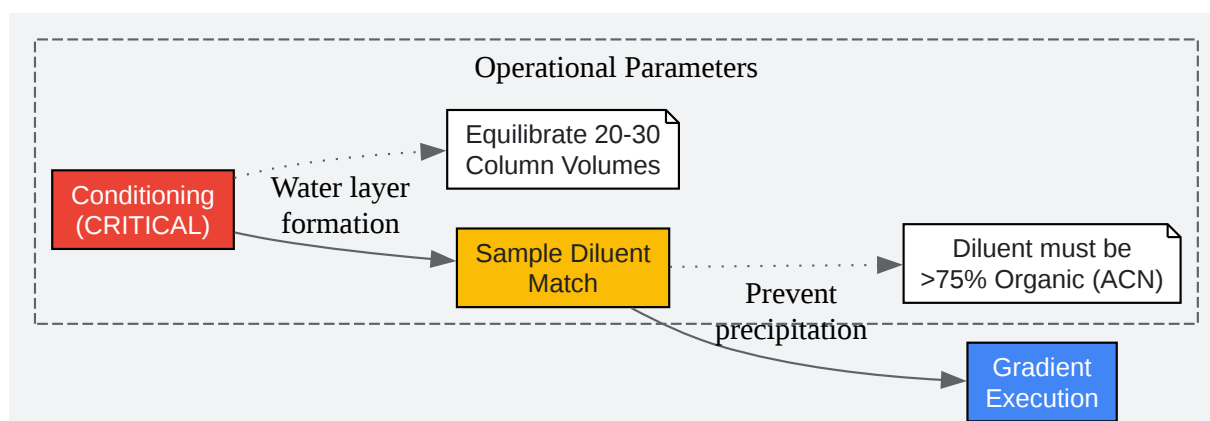 Operational Parameters
Equilibrate 20-30
Column Volumes
Conditioning
(CRITICAL)
Water layer
formation
Sample Diluent
Match
Diluent must be
>75% Organic (ACN)
Prevent
precipitation
Gradient
Execution